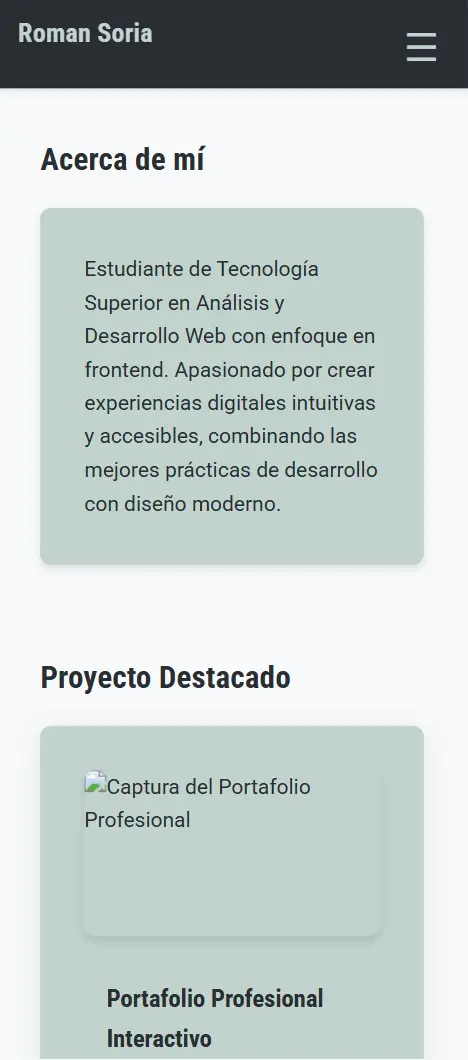 Roman Soria
Acerca de mí
Estudiante de Tecnología
Superior en Análisis y
Desarrollo Web con enfoque en
frontend. Apasionado por crear
experiencias digitales intuitivas
y accesibles, combinando las
mejores prácticas de desarrollo
con diseño moderno.
Proyecto Destacado
Captura del Portafolio
Profesional
Portafolio Profesional
Interactivo